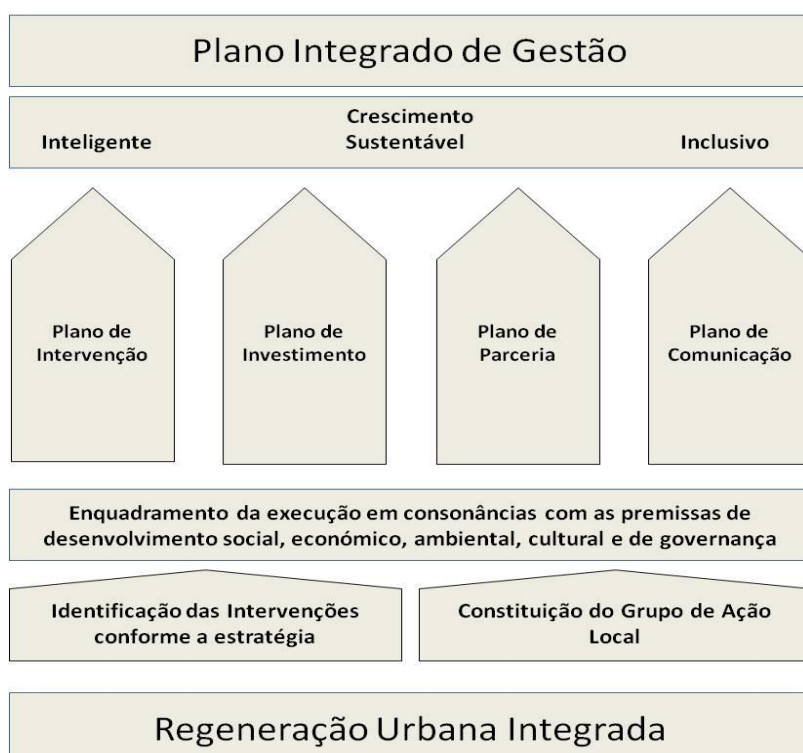 Plano Integrado de Gestão
Crescimento
Inteligente Sustentável Inclusivo
Plano de
Intervenção
Plano de
Investimento
Plano de
Parceria
Plano de
Comunicação
Enquadramento da execução em consonâncias com as premissas de
desenvolvimento social, económico, ambiental, cultural e de governança
Identificação das Intervenções
conforme a estratégia
Constituição do Grupo de Ação
Local
Regeneração Urbana Integrada